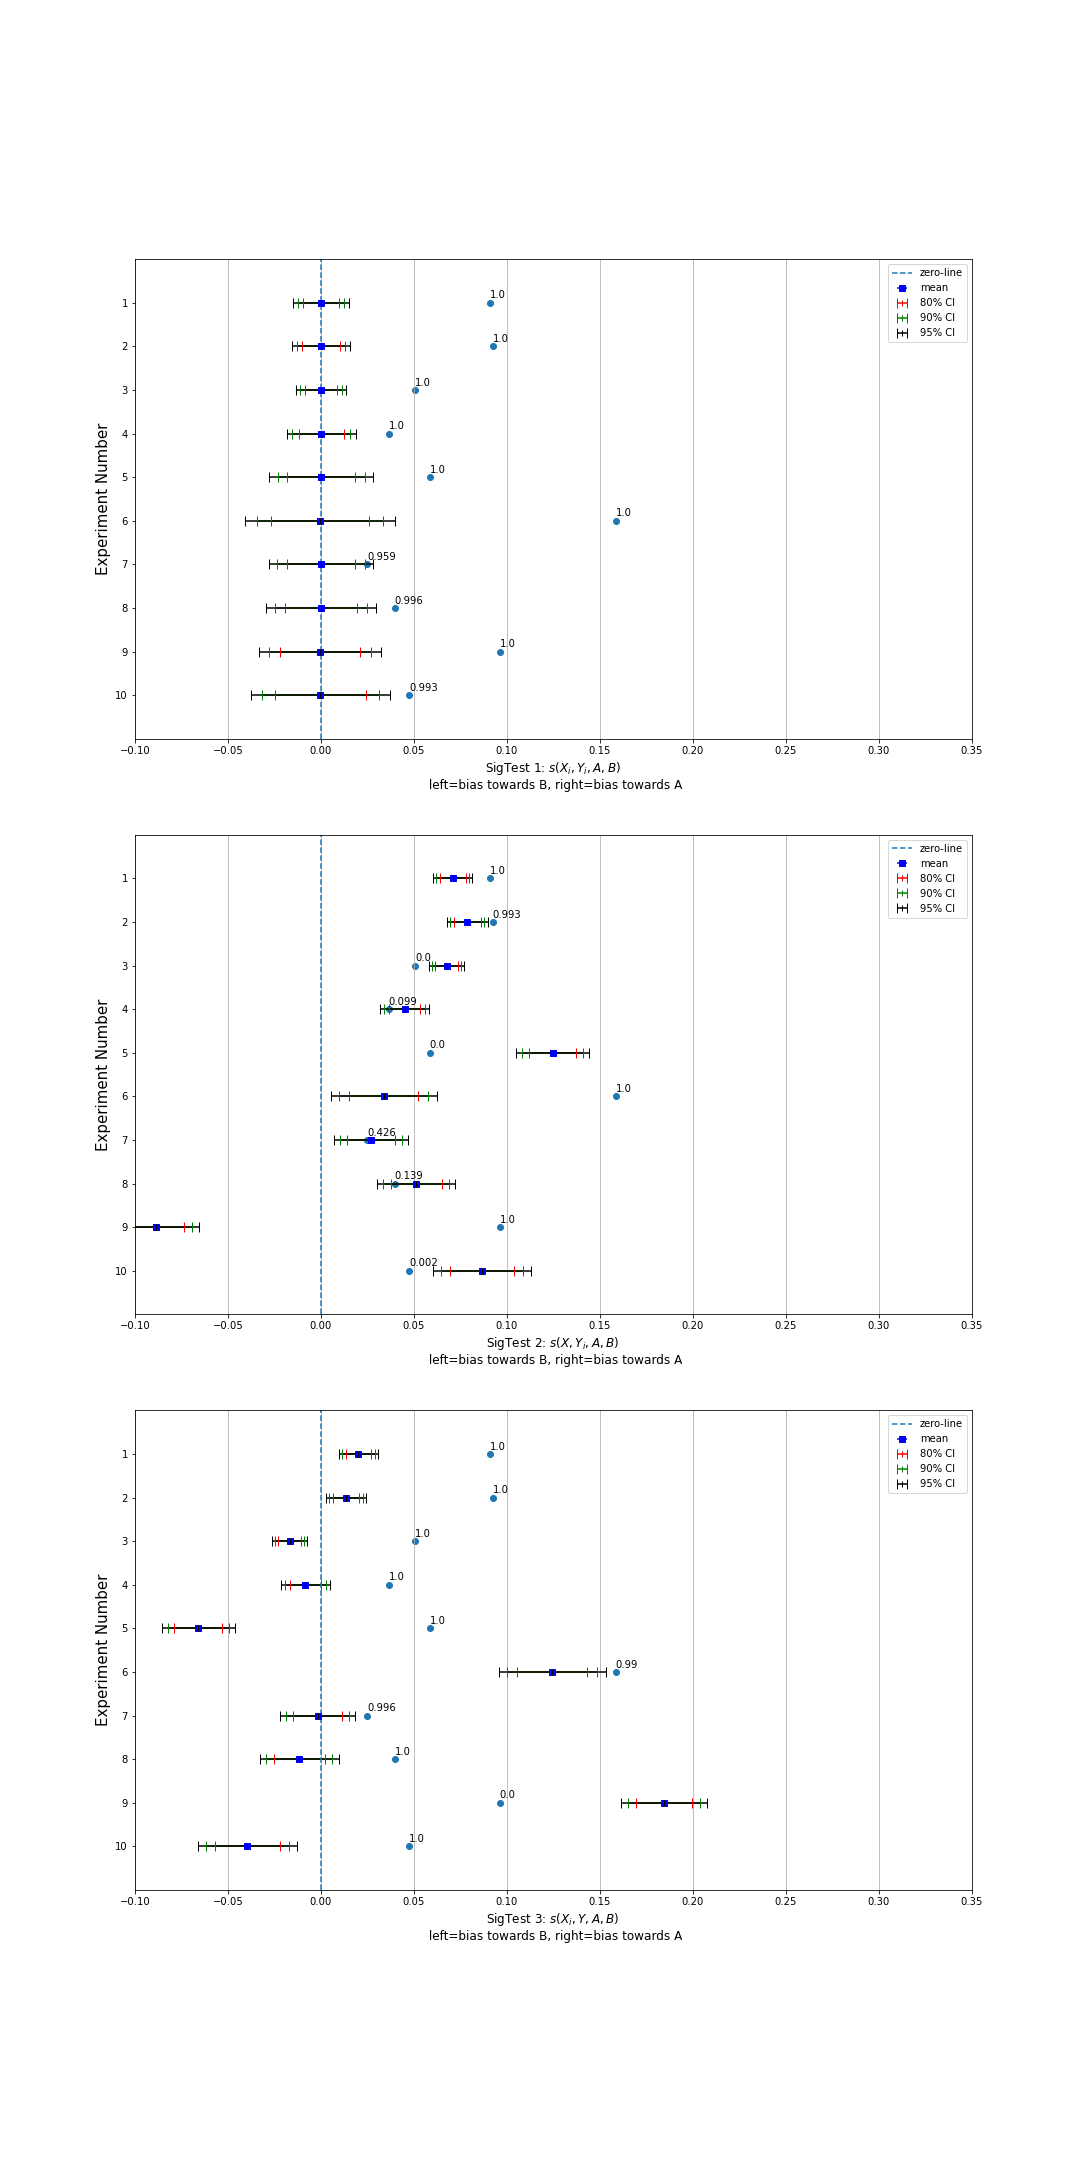 zero-line
mean
80% CI
90% CI
95% CI
Experiment Number
1
2
3
4
5
6
7
8
9
10
1.0
1.0
1.0
1.0
1.0
1.0
0.959
0.996
1.0
0.993
−0.10 −0.05 0.00 0.05 0.10 0.15 0.20 0.25 0.30 0.35
SigTest 1: s(Xᵢ, Yᵢ, A, B)
left=bias towards B, right=bias towards A
zero-line
mean
80% CI
90% CI
95% CI
Experiment Number
1
2
3
4
5
6
7
8
9
10
1.0
0.993
0.0
0.099
0.0
1.0
0.426
0.139
1.0
0.002
−0.10 −0.05 0.00 0.05 0.10 0.15 0.20 0.25 0.30 0.35
SigTest 2: s(X, Yᵢ, A, B)
left=bias towards B, right=bias towards A
zero-line
mean
80% CI
90% CI
95% CI
Experiment Number
1
2
3
4
5
6
7
8
9
10
1.0
1.0
1.0
1.0
1.0
0.99
0.996
1.0
0.0
1.0
−0.10 −0.05 0.00 0.05 0.10 0.15 0.20 0.25 0.30 0.35
SigTest 3: s(Xᵢ, Y, A, B)
left=bias towards B, right=bias towards A